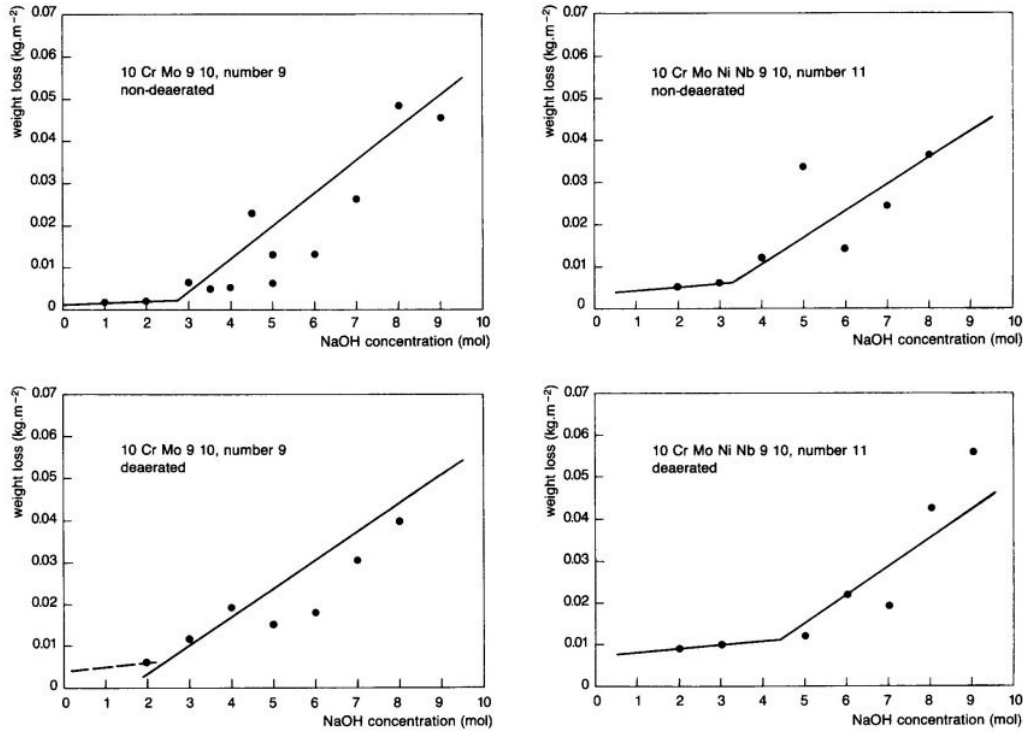 0.07
0.06
0.05
0.04
0.03
0.02
0.01
0
weight loss (kg.m⁻²)
10 Cr Mo 9 10, number 9
non-deaerated
0 1 2 3 4 5 6 7 8 9 10
NaOH concentration (mol)
0.07
0.06
0.05
0.04
0.03
0.02
0.01
0
weight loss (kg.m⁻²)
10 Cr Mo Ni Nb 9 10, number 11
non-deaerated
0 1 2 3 4 5 6 7 8 9 10
NaOH concentration (mol)
0.07
0.06
0.05
0.04
0.03
0.02
0.01
0
weight loss (kg.m⁻²)
10 Cr Mo 9 10, number 9
deaerated
0 1 2 3 4 5 6 7 8 9 10
NaOH concentration (mol)
0.07
0.06
0.05
0.04
0.03
0.02
0.01
0
weight loss (kg.m⁻²)
10 Cr Mo Ni Nb 9 10, number 11
deaerated
0 1 2 3 4 5 6 7 8 9 10
NaOH concentration (mol)